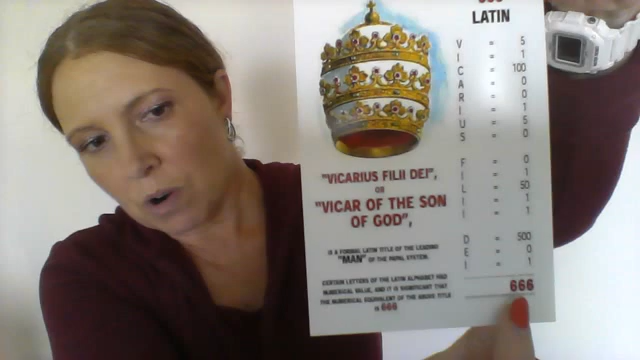 "VICARIUS FILII DEI",
OR
"VICAR OF THE SON
OF GOD",
IS A FORMAL LATIN TITLE OF THE LEADING
"MAN" OF THE PAPAL SYSTEM.
CERTAIN LETTERS OF THE LATIN ALPHABET HAD
NUMERICAL VALUE, AND IT IS SIGNIFICANT THAT
THE NUMERICAL EQUIVALENT OF THE ABOVE TITLE
IS 666
LATIN
V = 5
I = 1
C = 100
A = 0
R = 0
I = 1
U = 5
S = 0
F = 0
I = 1
L = 50
I = 1
I = 1
D = 500
E = 0
I = 1
666